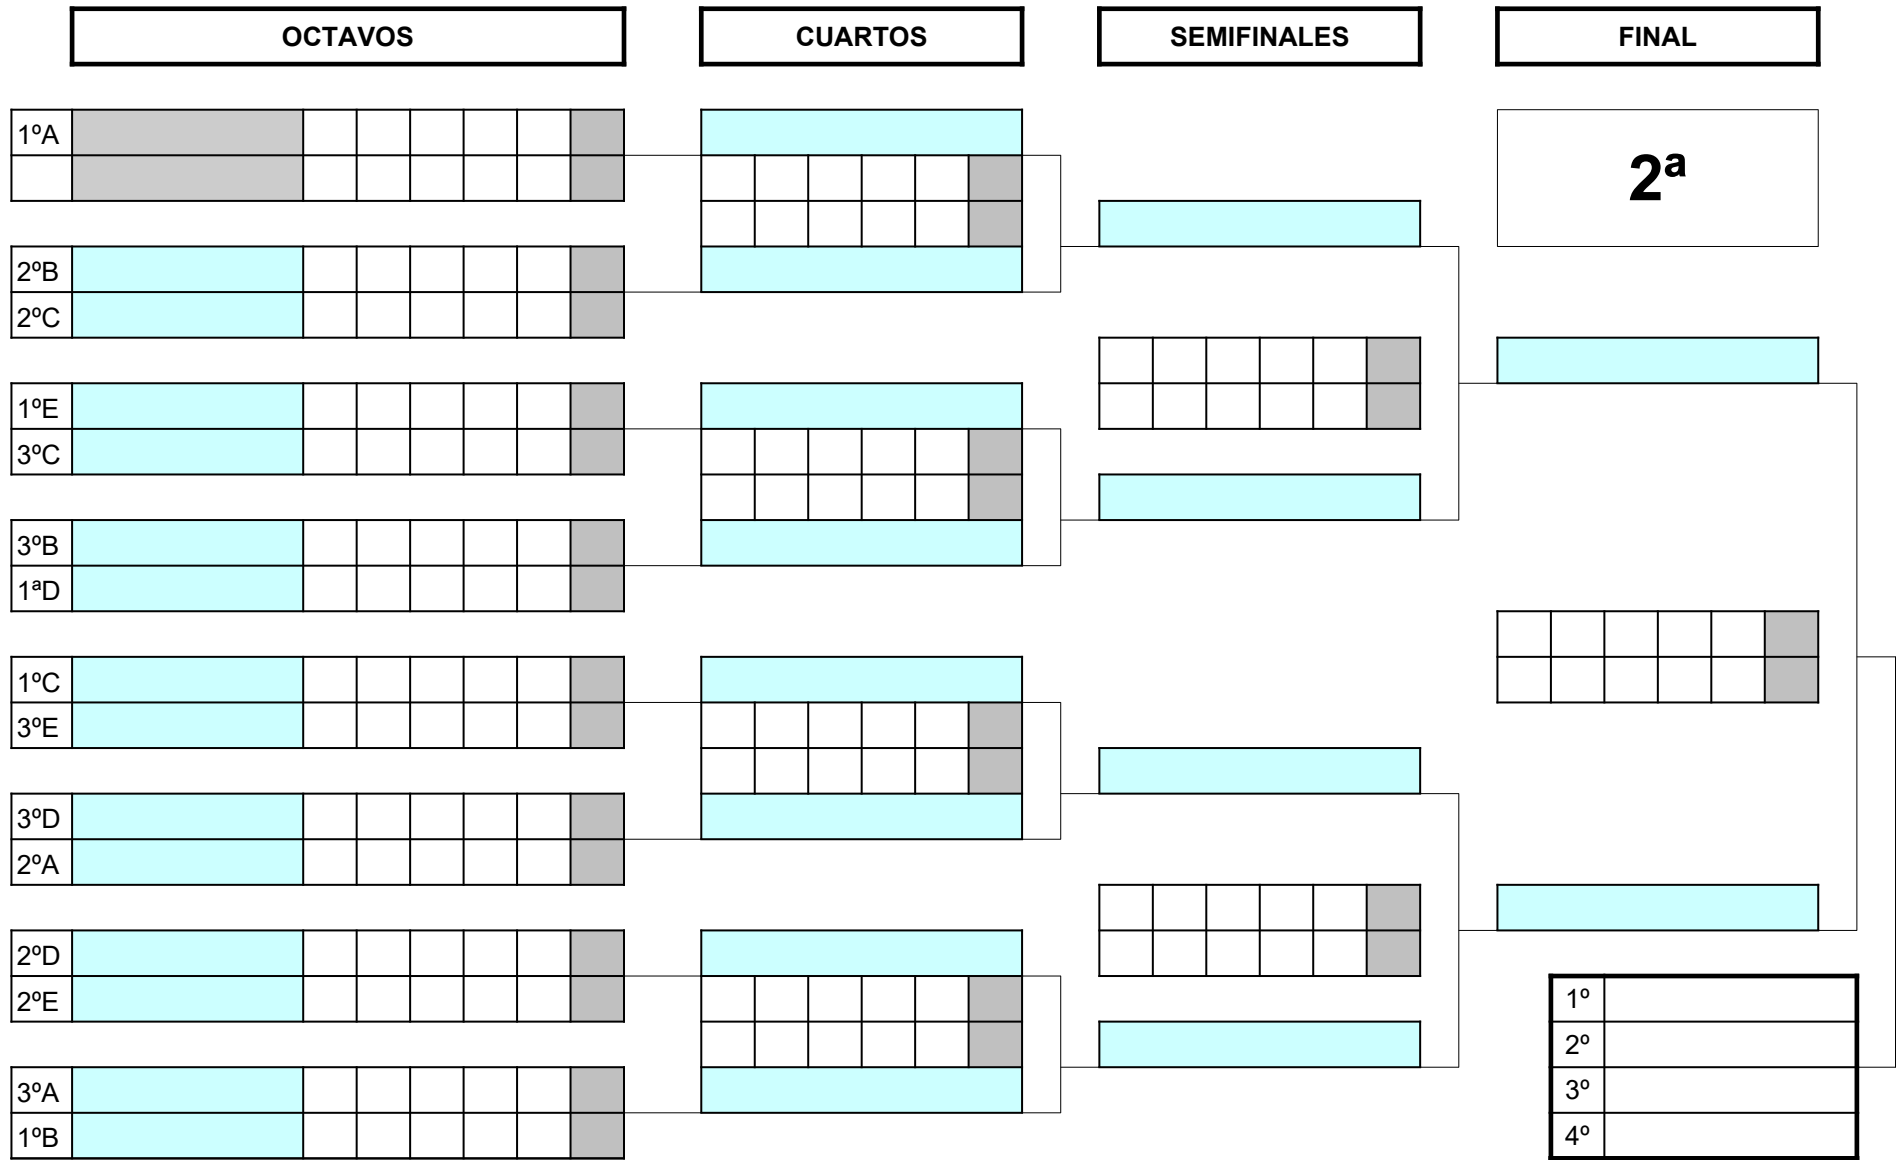 OCTAVOS
CUARTOS
SEMIFINALES
FINAL
2ª
1ºA
2ºB
2ºC
1ºE
3ºC
3ºB
1ªD
1ºC
3ºE
3ºD
2ºA
2ºD
2ºE
3ºA
1ºB
1º
2º
3º
4º